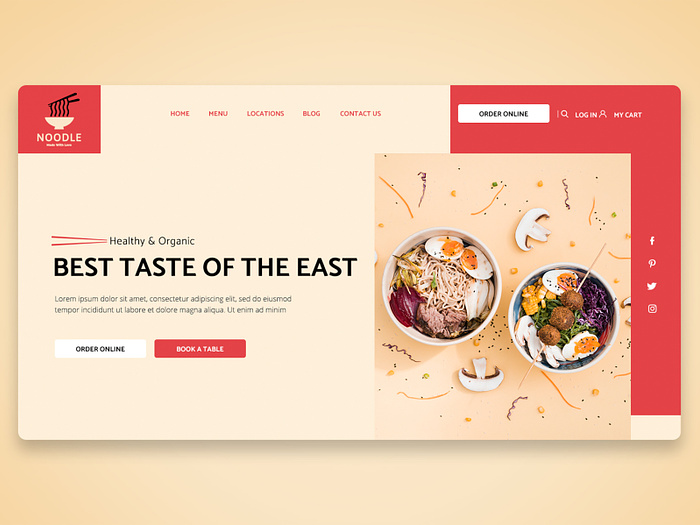 NOODLE
Made With Love
HOME MENU LOCATIONS BLOG CONTACT US
ORDER ONLINE LOG IN MY CART
Healthy & Organic
BEST TASTE OF THE EAST
Lorem ipsum dolor sit amet, consectetur adipiscing elit, sed do eiusmod
tempor incididunt ut labore et dolore magna aliqua. Ut enim ad minim
ORDER ONLINE BOOK A TABLE